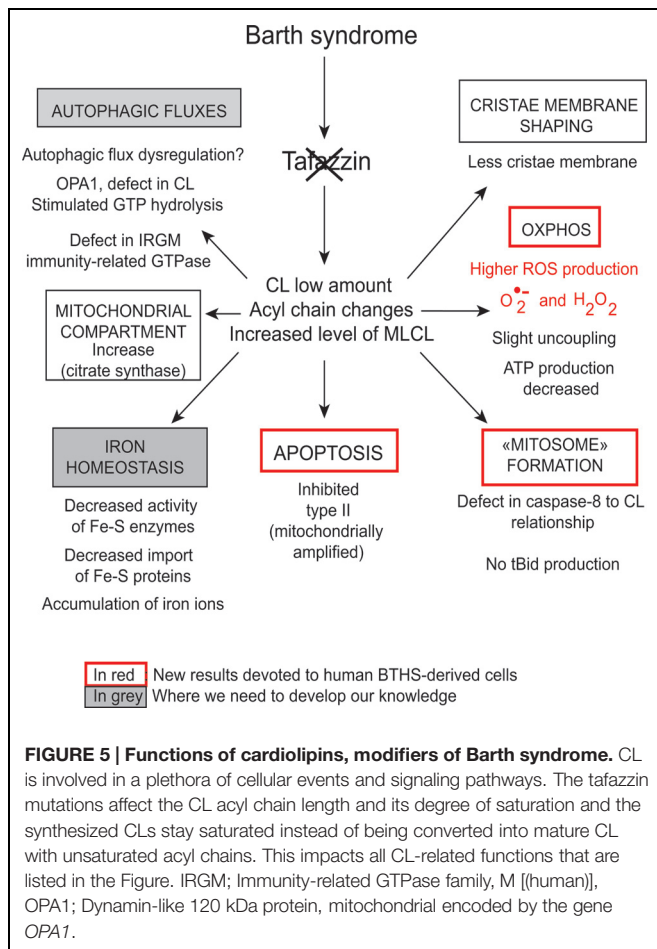 Barth syndrome
AUTOPHAGIC FLUXES
Autophagic flux dysregulation?
OPA1, defect in CL
Stimulated GTP hydrolysis
Defect in IRGM
immunity-related GTPase
Tafazzin
CRISTAE MEMBRANE
SHAPING
Less cristae membrane
OXPHOS
Higher ROS production
O2•- and H2O2
Slight uncoupling
ATP production
decreased
CL low amount
Acyl chain changes
Increased level of MLCL
MITOCHONDRIAL
COMPARTMENT
Increase
(citrate synthase)
IRON
HOMEOSTASIS
Decreased activity
of Fe-S enzymes
Decreased import
of Fe-S proteins
Accumulation of iron ions
APOPTOSIS
Inhibited
type II
(mitochondrially
amplified)
«MITOSOME»
FORMATION
Defect in caspase-8 to CL
relationship
No tBid production
In red New results devoted to human BTHS-derived cells
In grey Where we need to develop our knowledge
FIGURE 5 | Functions of cardiolipins, modifiers of Barth syndrome. CL
is involved in a plethora of cellular events and signaling pathways. The tafazzin
mutations affect the CL acyl chain length and its degree of saturation and the
synthesized CLs stay saturated instead of being converted into mature CL
with unsaturated acyl chains. This impacts all CL-related functions that are
listed in the Figure. IRGM; Immunity-related GTPase family, M [(human)],
OPA1; Dynamin-like 120 kDa protein, mitochondrial encoded by the gene
OPA1.